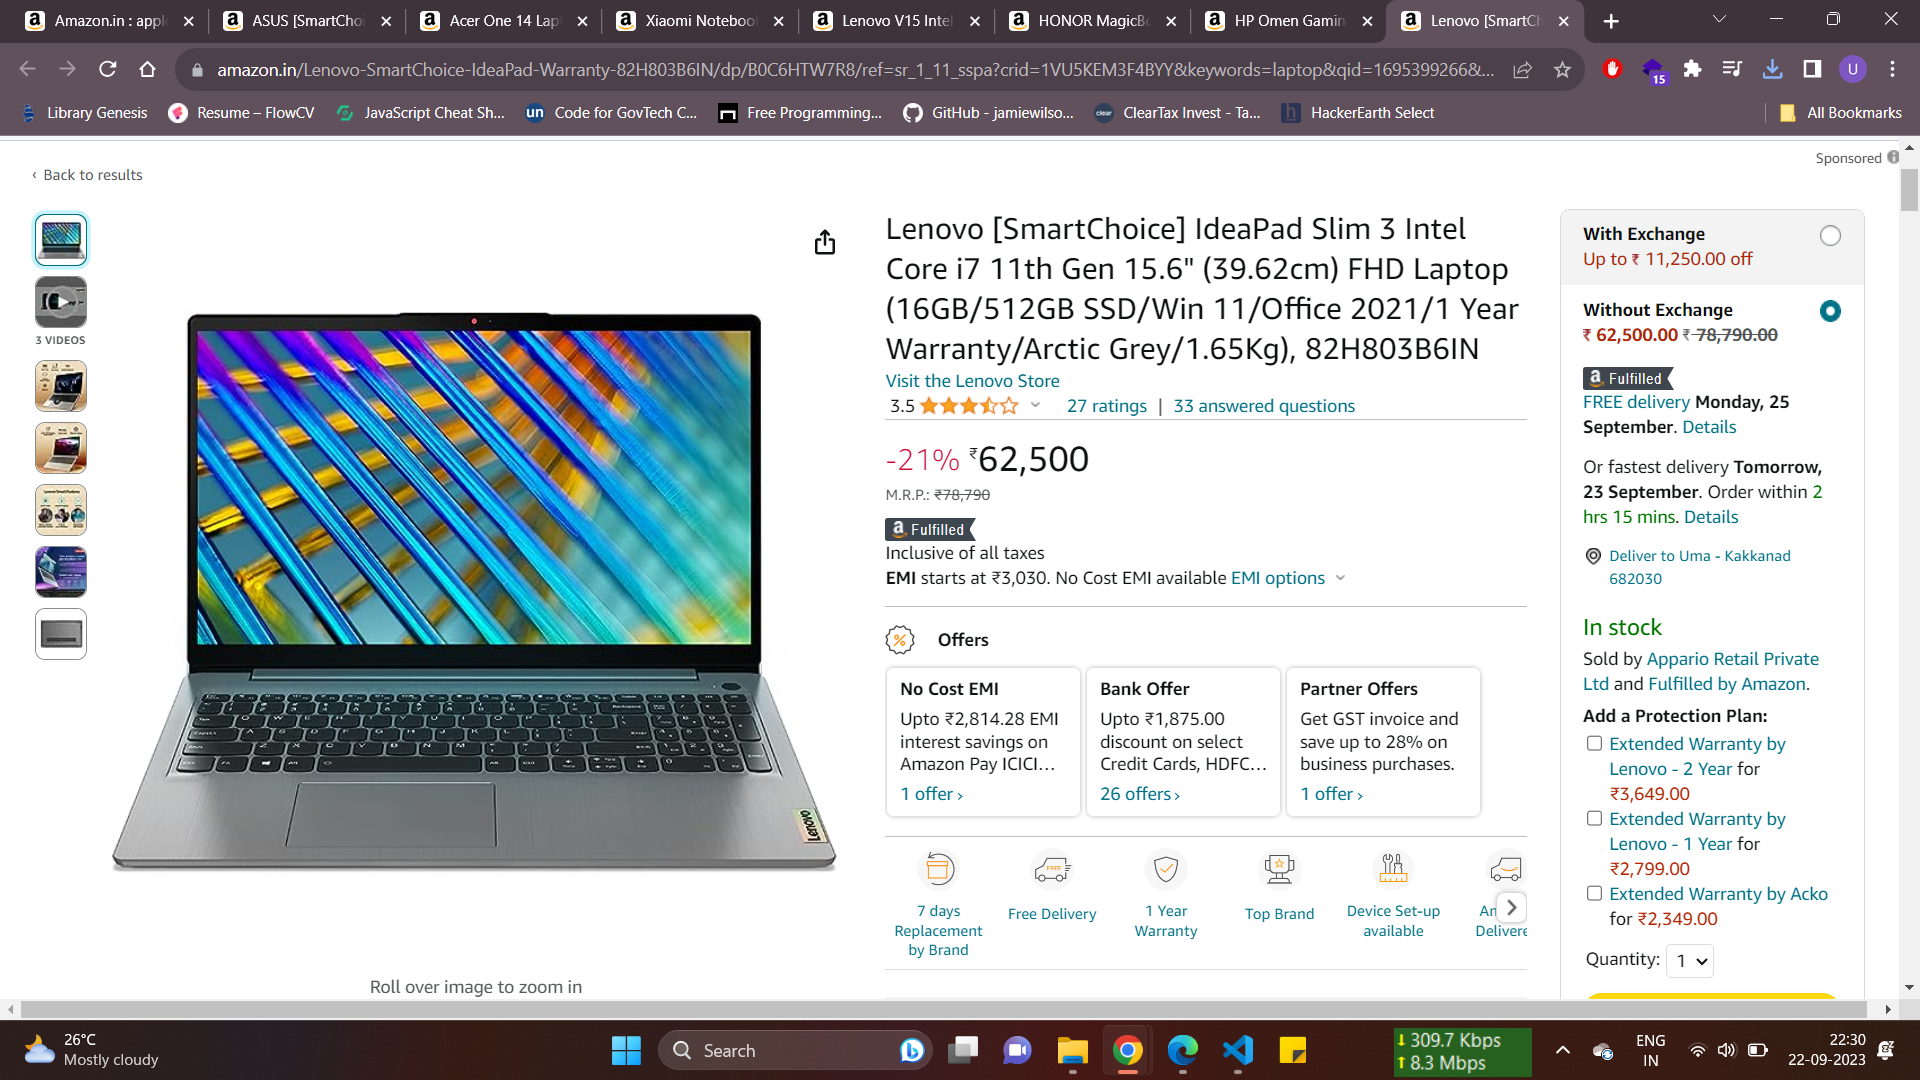 Amazon.in : appl
ASUS [SmartChoi
Acer One 14 Lap
Xiaomi Notebool
Lenovo V15 Intel
HONOR MagicBo
HP Omen Gamin
Lenovo [SmartCh
amazon.in/Lenovo-SmartChoice-IdeaPad-Warranty-82H803B6IN/dp/B0C6HTW7R8/ref=sr_1_11_sspa?crid=1VU5KEM3F4BYY&keywords=laptop&qid=1695399266&...
15
U
Library Genesis
Resume – FlowCV
JavaScript Cheat Sh...
un
Code for GovTech C...
Free Programming...
GitHub - jamiewilso...
clear
ClearTax Invest - Ta...
h
HackerEarth Select
All Bookmarks
Sponsored
‹ Back to results
3 VIDEOS
Lenovo
Roll over image to zoom in
Lenovo [SmartChoice] IdeaPad Slim 3 Intel
Core i7 11th Gen 15.6" (39.62cm) FHD Laptop
(16GB/512GB SSD/Win 11/Office 2021/1 Year
Warranty/Arctic Grey/1.65Kg), 82H803B6IN
Visit the Lenovo Store
3.5
27 ratings | 33 answered questions
-21% ₹62,500
M.R.P.: ₹78,790
a Fulfilled
Inclusive of all taxes
EMI starts at ₹3,030. No Cost EMI available EMI options
% Offers
No Cost EMI
Upto ₹2,814.28 EMI
interest savings on
Amazon Pay ICICI…
1 offer ›
Bank Offer
Upto ₹1,875.00
discount on select
Credit Cards, HDFC…
26 offers ›
Partner Offers
Get GST invoice and
save up to 28% on
business purchases.
1 offer ›
7 days
Replacement
by Brand
FREE
Free Delivery
1 Year
Warranty
Top Brand
Device Set-up
available
Am
Delivere
With Exchange
Up to ₹ 11,250.00 off
Without Exchange
₹ 62,500.00 ₹ 78,790.00
a Fulfilled
FREE delivery Monday, 25
September. Details
Or fastest delivery Tomorrow,
23 September. Order within 2
hrs 15 mins. Details
Deliver to Uma - Kakkanad
682030
In stock
Sold by Appario Retail Private
Ltd and Fulfilled by Amazon.
Add a Protection Plan:
Extended Warranty by
Lenovo - 2 Year for
₹3,649.00
Extended Warranty by
Lenovo - 1 Year for
₹2,799.00
Extended Warranty by Acko
for ₹2,349.00
Quantity: 1
26°C
Mostly cloudy
Search
309.7 Kbps
8.3 Mbps
ENG
IN
22:30
22-09-2023